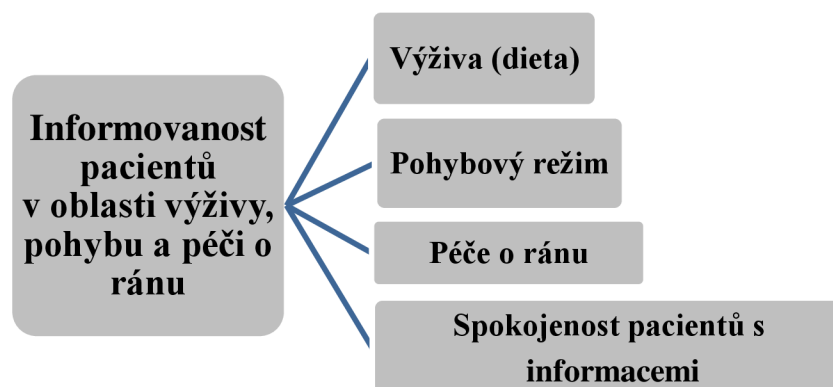 Informovanost
pacientů
v oblasti výživy,
pohybu a péči o
ránu
Výživa (dieta)
Pohybový režim
Péče o ránu
Spokojenost pacientů s
informacemi